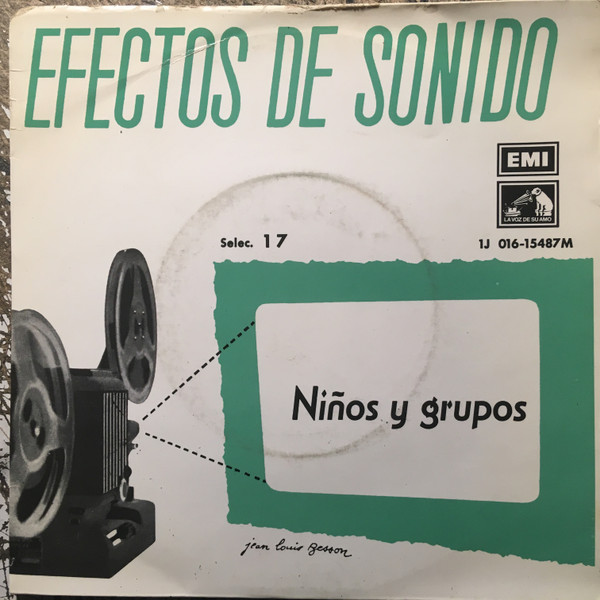 EFECTOS DE SONIDO
EMI
LA VOZ DE SU AMO
Selec. 17
1J 016-15487M
Niños y grupos
jean louis Besson